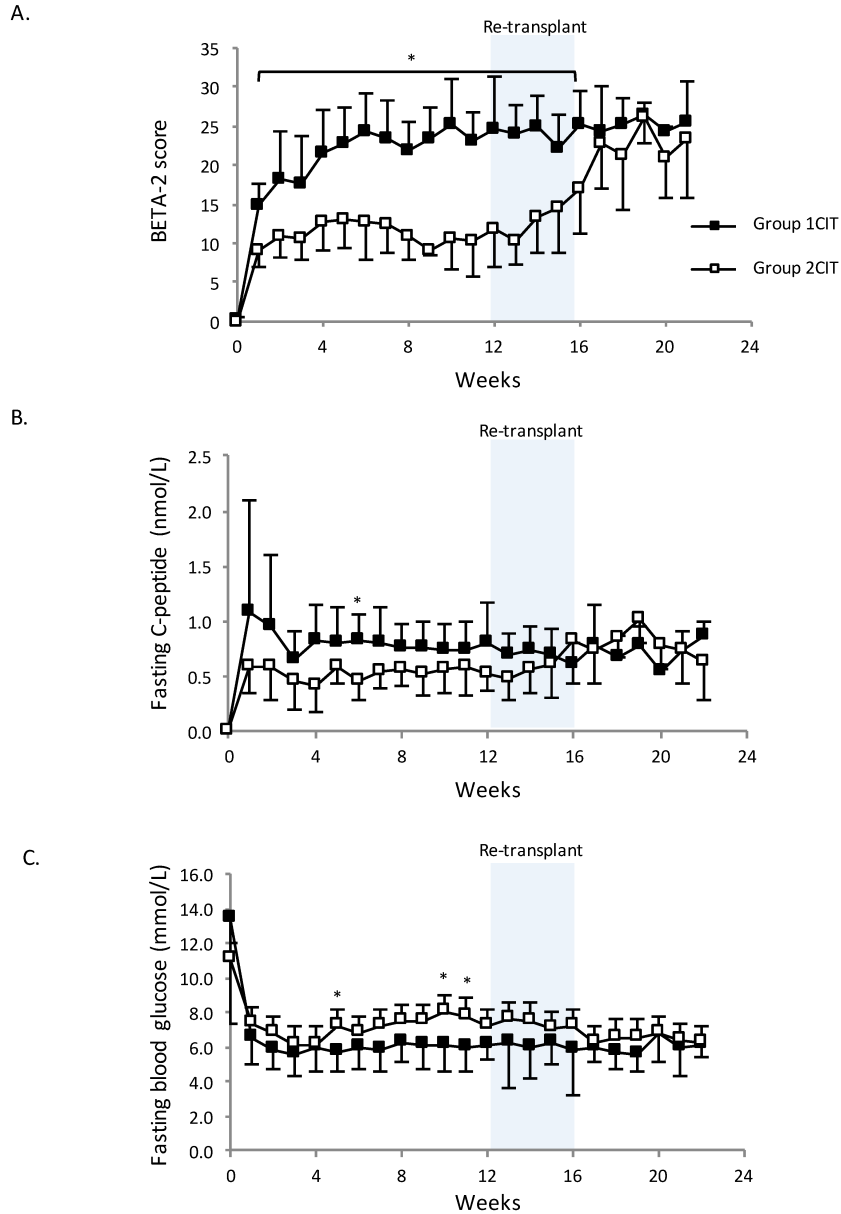 A.
Re-transplant
35
30
25
20
15
10
5
0
BETA-2 score
*
Group 1CIT
Group 2CIT
0 4 8 12 16 20 24
Weeks
B.
Re-transplant
2.5
2.0
1.5
1.0
0.5
0.0
Fasting C-peptide (nmol/L)
*
0 4 8 12 16 20 24
Weeks
C.
Re-transplant
16.0
14.0
12.0
10.0
8.0
6.0
4.0
2.0
0.0
Fasting blood glucose (mmol/L)
* * *
0 4 8 12 16 20 24
Weeks